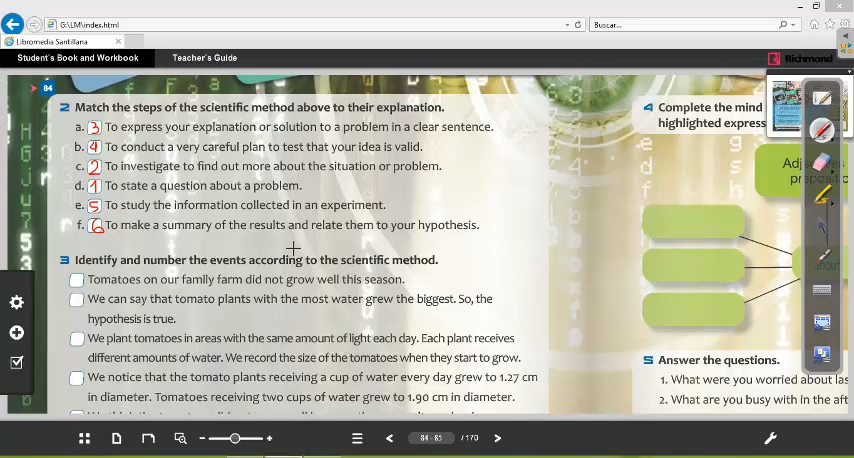 G:\LM\index.html
Buscar...
Libromedia Santillana
Student's Book and Workbook
Teacher's Guide
Richmond
84
2 Match the steps of the scientific method above to their explanation.
a. 3 To express your explanation or solution to a problem in a clear sentence.
b. 4 To conduct a very careful plan to test that your idea is valid.
c. 2 To investigate to find out more about the situation or problem.
d. 1 To state a question about a problem.
e. 5 To study the information collected in an experiment.
f. 6 To make a summary of the results and relate them to your hypothesis.
3 Identify and number the events according to the scientific method.
Tomatoes on our family farm did not grow well this season.
We can say that tomato plants with the most water grew the biggest. So, the
hypothesis is true.
We plant tomatoes in areas with the same amount of light each day. Each plant receives
different amounts of water. We record the size of the tomatoes when they start to grow.
We notice that the tomato plants receiving a cup of water every day grew to 1.27 cm
in diameter. Tomatoes receiving two cups of water grew to 1.90 cm in diameter.
4 Complete the mind
highlighted express
about
5 Answer the questions.
1. What were you worried about las
2. What are you busy with in the aft
84 - 85 / 170